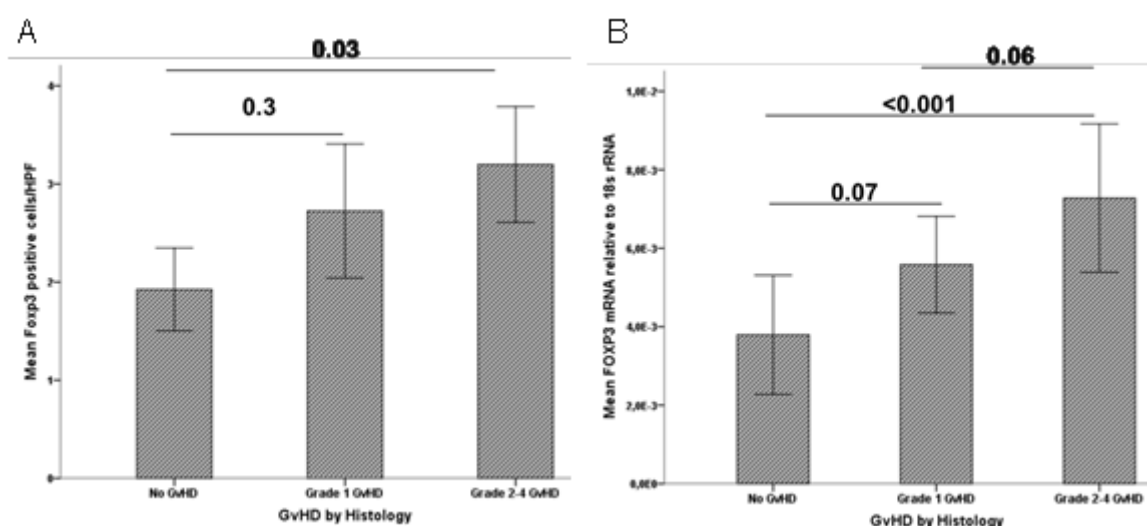 A
0.03
0.3
4
3
2
1
0
Mean Foxp3 positive cells/HPF
No GvHD
Grade 1 GvHD
Grade 2-4 GvHD
GvHD by Histology
B
0.06
<0.001
0.07
1,0E-2
8,0E-3
6,0E-3
4,0E-3
2,0E-3
0,0E0
Mean FOXP3 mRNA relative to 18s rRNA
No GvHD
Grade 1 GvHD
Grade 2-4 GvHD
GvHD by Histology